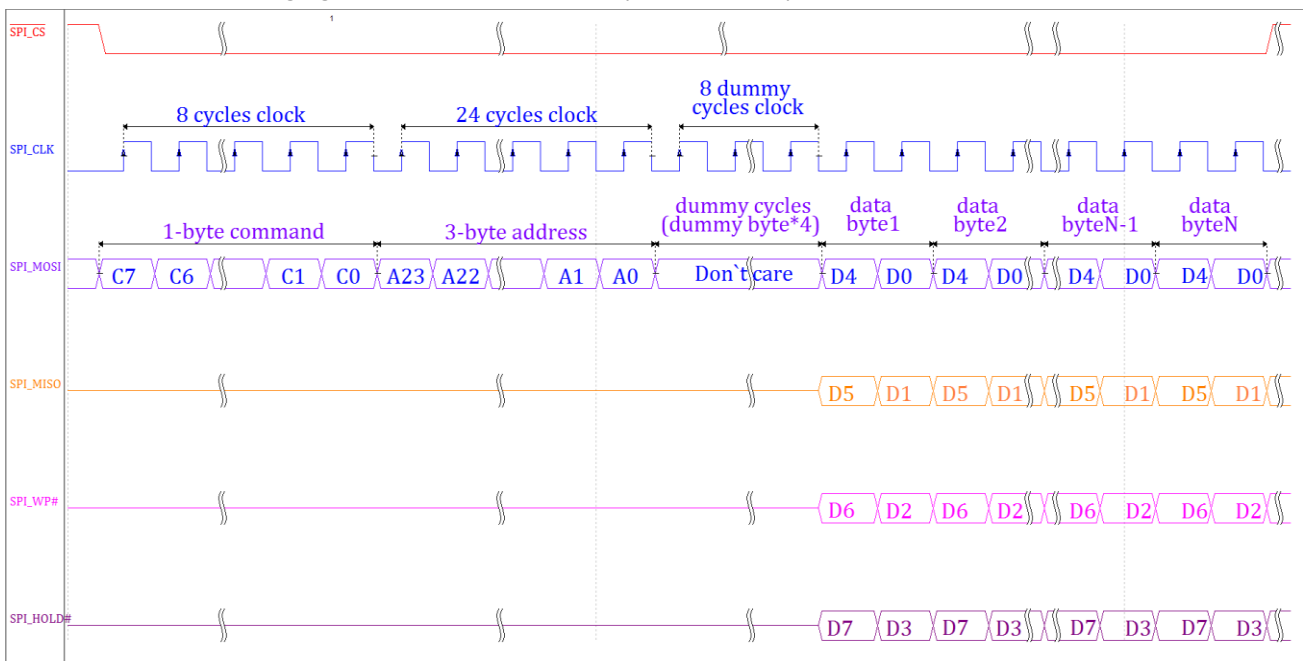 1
SPI_CS
8 cycles clock
24 cycles clock
8 dummy
cycles clock
SPI_CLK
1-byte command
3-byte address
dummy cycles
(dummy byte*4)
data
byte1
data
byte2
data
byteN-1
data
byteN
SPI_MOSI
C7 C6 C1 C0 A23 A22 A1 A0 Don`t care D4 D0 D4 D0 D4 D0 D4 D0
SPI_MISO
D5 D1 D5 D1 D5 D1 D5 D1
SPI_WP#
D6 D2 D6 D2 D6 D2 D6 D2
SPI_HOLD#
D7 D3 D7 D3 D7 D3 D7 D3